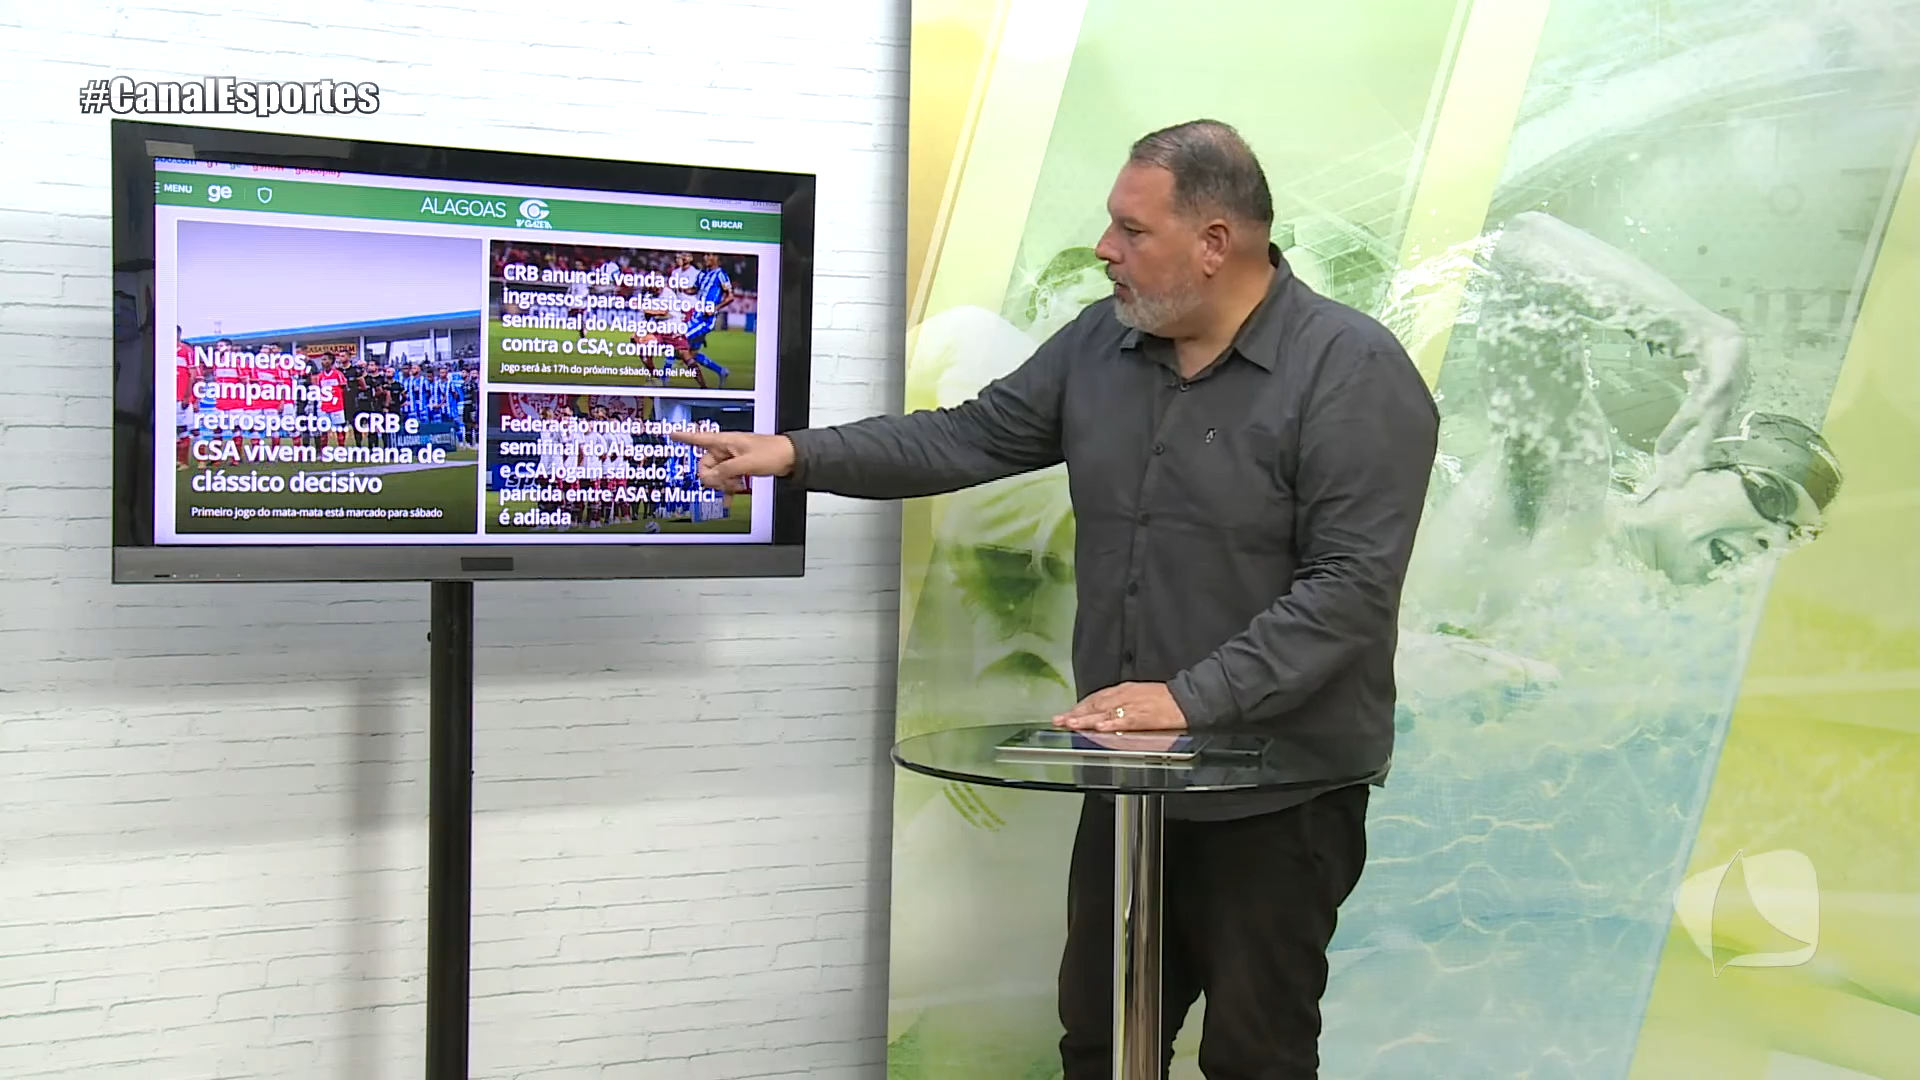 #CanalEsportes
MENU ge
ALAGOAS
TV GAZETA
BUSCAR
Números,
campanhas,
retrospecto... CRB e
CSA vivem semana de
clássico decisivo
Primeiro jogo do mata-mata está marcado para sábado
CRB anuncia venda de
ingressos para clássico da
semifinal do Alagoano
contra o CSA; confira
Jogo será às 17h do próximo sábado, no Rei Pelé
Federação muda tabela da
semifinal do Alagoano:
e CSA jogam sábado; 2ª
partida entre ASA e Murici
é adiada